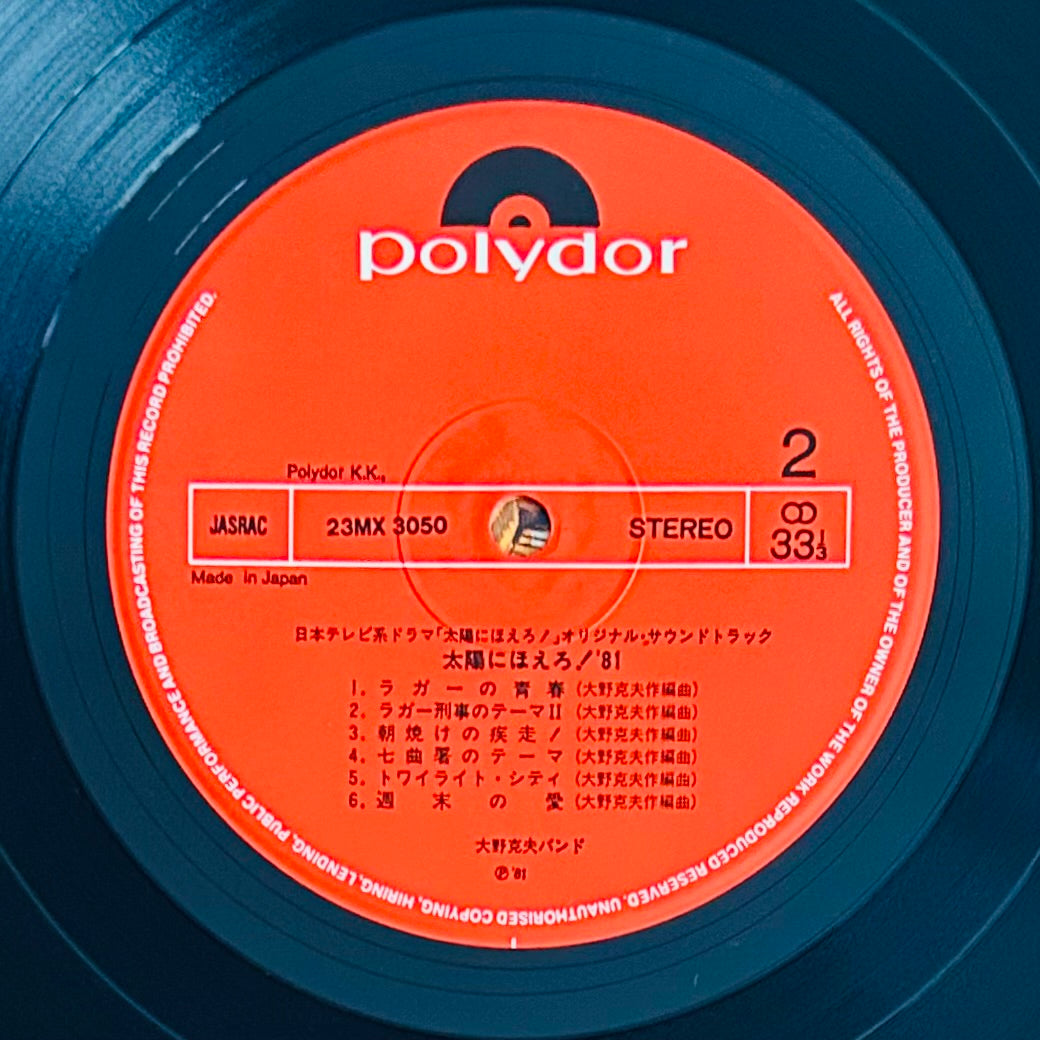 polydor
ALL RIGHTS OF THE PRODUCER AND OF THE OWNER OF THE WORK REPRODUCED RESERVED. UNAUTHORISED COPYING, HIRING, LENDING, PUBLIC PERFORMANCE AND BROADCASTING OF THIS RECORD PROHIBITED.
2
Polydor K.K.,
JASRAC 23MX 3050 STEREO
33⅓
Made in Japan
日本テレビ系ドラマ「太陽にほえろ!」オリジナル・サウンドトラック
太陽にほえろ!'81
1. ラガーの青春(大野克夫作編曲)
2. ラガー刑事のテーマII(大野克夫作編曲)
3. 朝焼けの疾走!(大野克夫作編曲)
4. 七曲署のテーマ(大野克夫作編曲)
5. トワイライト・シティ(大野克夫作編曲)
6. 週末の愛(大野克夫作編曲)
大野克夫バンド
℗'81